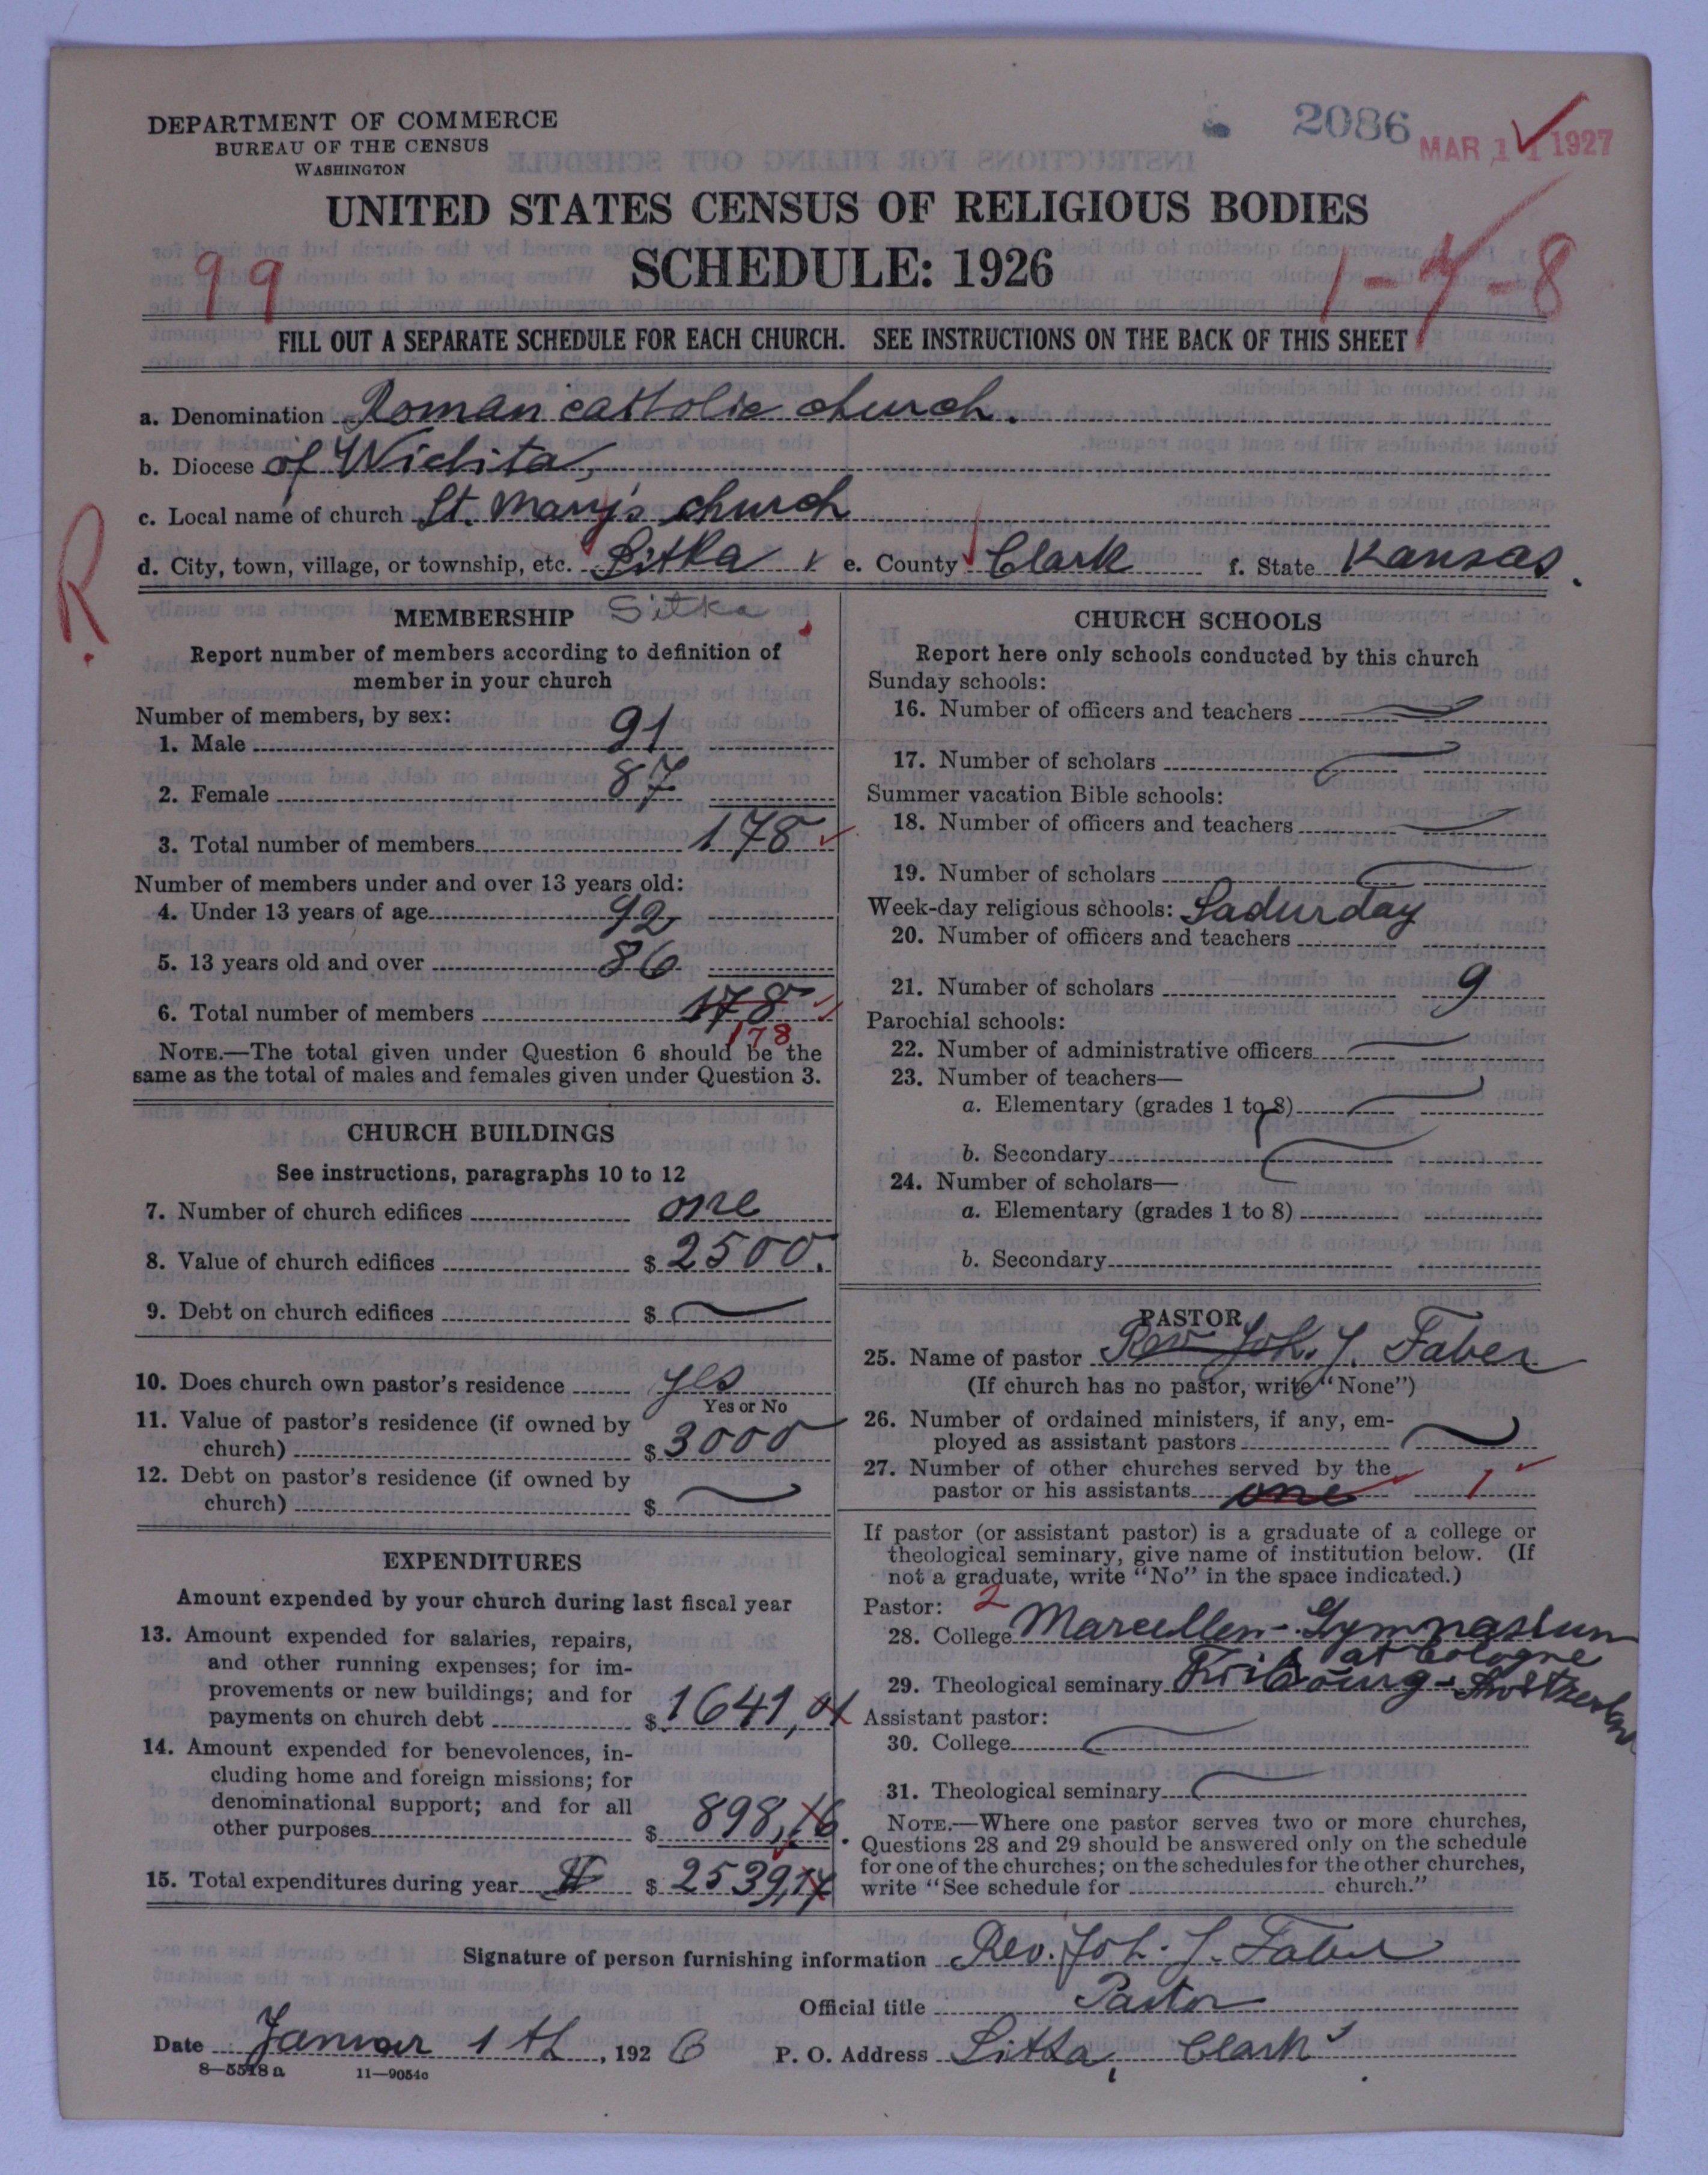 DEPARTMENT OF COMMERCE
BUREAU OF THE CENSUS
WASHINGTON
2086
MAR 11 1927
UNITED STATES CENSUS OF RELIGIOUS BODIES
SCHEDULE: 1926
99
1-4-8
FILL OUT A SEPARATE SCHEDULE FOR EACH CHURCH. SEE INSTRUCTIONS ON THE BACK OF THIS SHEET
a. Denomination Roman catholic church.
b. Diocese of Wichita,
c. Local name of church St. Mary's church
d. City, town, village, or township, etc. Sitka e. County Clark f. State Kansas.
R.
MEMBERSHIP Sitka
Report number of members according to definition of
member in your church
Number of members, by sex:
1. Male 91
2. Female 87
3. Total number of members 178
Number of members under and over 13 years old:
4. Under 13 years of age 92
5. 13 years old and over 86
6. Total number of members 178
178
NOTE.—The total given under Question 6 should be the
same as the total of males and females given under Question 3.
CHURCH BUILDINGS
See instructions, paragraphs 10 to 12
7. Number of church edifices one
8. Value of church edifices $ 2500.
9. Debt on church edifices $
10. Does church own pastor's residence yes
Yes or No
11. Value of pastor's residence (if owned by
church) $ 3000
12. Debt on pastor's residence (if owned by
church) $
EXPENDITURES
Amount expended by your church during last fiscal year
13. Amount expended for salaries, repairs,
and other running expenses; for im-
provements or new buildings; and for
payments on church debt $ 1641,
14. Amount expended for benevolences, in-
cluding home and foreign missions; for
denominational support; and for all
other purposes $ 898,16.
15. Total expenditures during year $ $ 2539,17
CHURCH SCHOOLS
Report here only schools conducted by this church
Sunday schools:
16. Number of officers and teachers
17. Number of scholars
Summer vacation Bible schools:
18. Number of officers and teachers
19. Number of scholars
Week-day religious schools: Sadurday
20. Number of officers and teachers
21. Number of scholars 9
Parochial schools:
22. Number of administrative officers
23. Number of teachers—
a. Elementary (grades 1 to 8)
b. Secondary
24. Number of scholars—
a. Elementary (grades 1 to 8)
b. Secondary
PASTOR
25. Name of pastor Rev Joh. J. Faber
(If church has no pastor, write "None")
26. Number of ordained ministers, if any, em-
ployed as assistant pastors
27. Number of other churches served by the
pastor or his assistants one 1
If pastor (or assistant pastor) is a graduate of a college or
theological seminary, give name of institution below. (If
not a graduate, write "No" in the space indicated.)
Pastor: 2
28. College Marcellen-Gymnasium
at Cologne
29. Theological seminary Fribourg-
Assistant pastor:
30. College
31. Theological seminary
NOTE.—Where one pastor serves two or more churches,
Questions 28 and 29 should be answered only on the schedule
for one of the churches; on the schedules for the other churches,
write "See schedule for church."
Signature of person furnishing information Rev. Joh. J. Faber
Official title Pastor
Date Januar 1 th, 1926 P. O. Address Sitka, Clark
8—5518 a 11—9054c